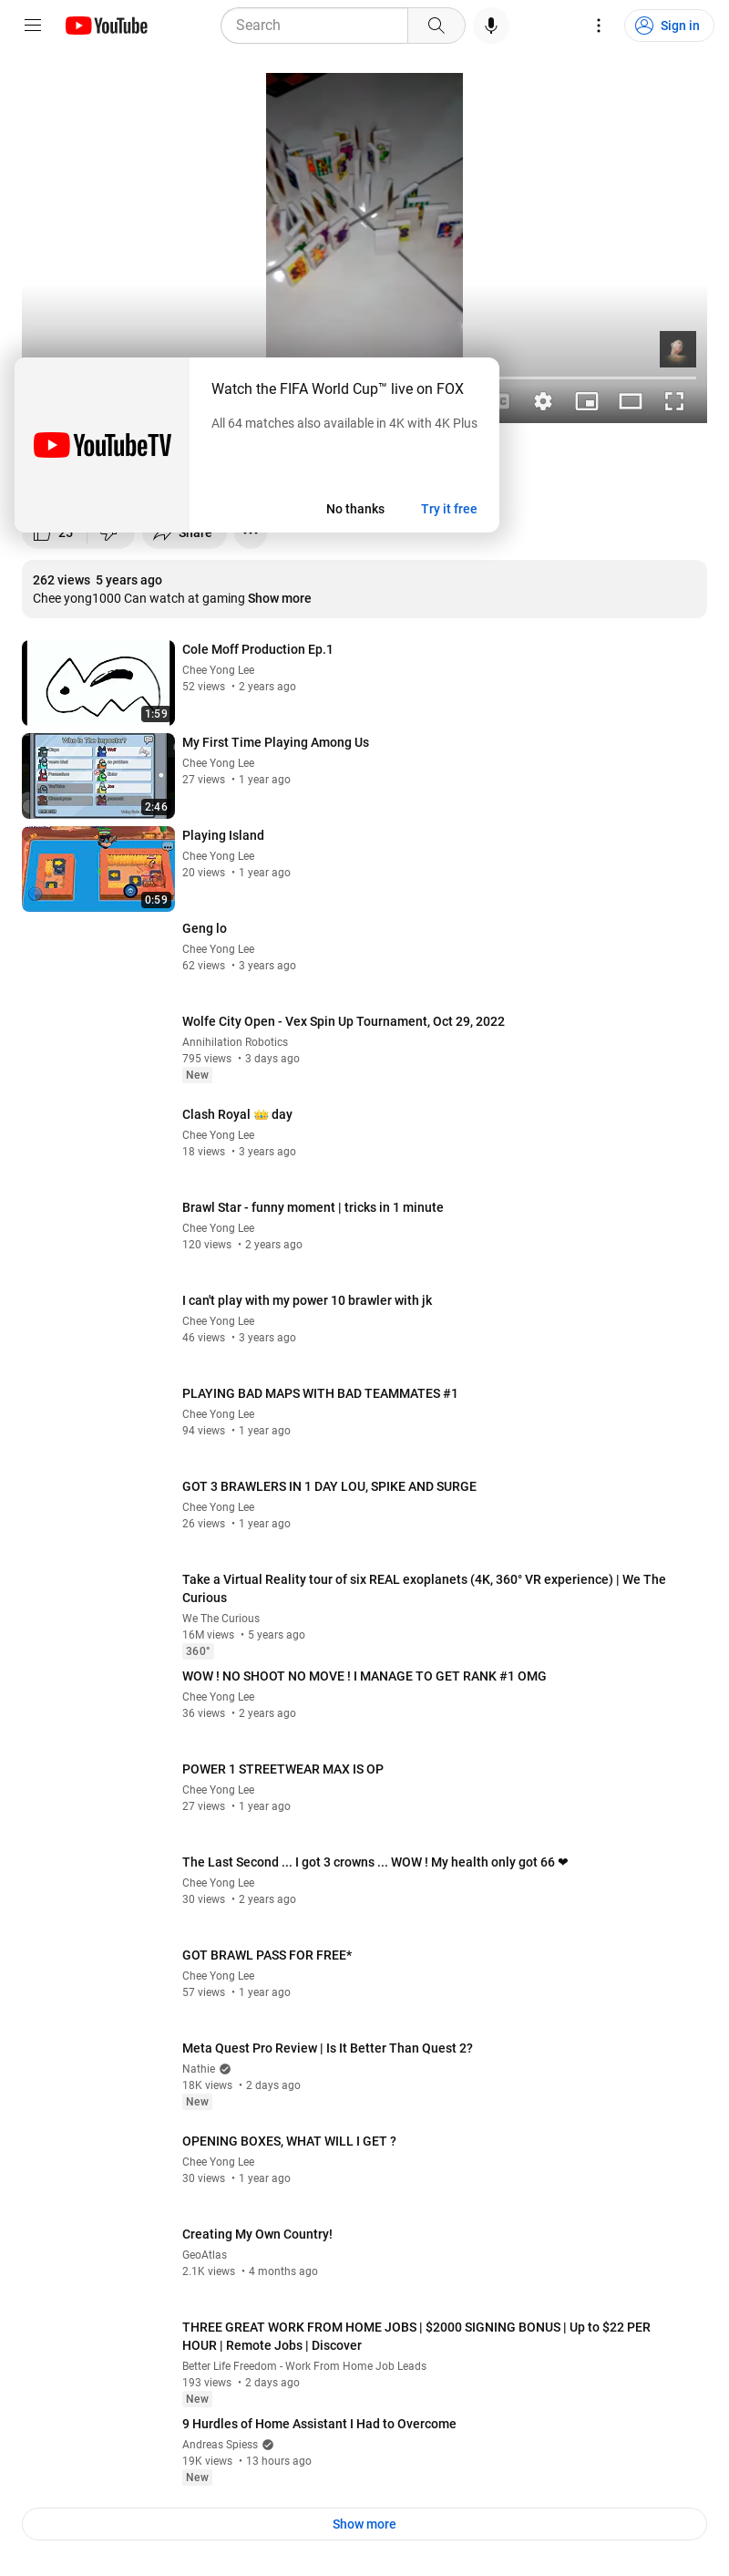 YouTube
Search
Sign in
Watch the FIFA World Cup™ live on FOX
All 64 matches also available in 4K with 4K Plus
YouTubeTV
No thanks
Try it free
25
Share
262 views 5 years ago
Chee yong1000 Can watch at gaming Show more
Cole Moff Production Ep.1
Chee Yong Lee
52 views • 2 years ago
1:59
Who Is The Impostor?
My First Time Playing Among Us
Chee Yong Lee
27 views • 1 year ago
2:46
Playing Island
Chee Yong Lee
20 views • 1 year ago
0:59
Geng lo
Chee Yong Lee
62 views • 3 years ago
Wolfe City Open - Vex Spin Up Tournament, Oct 29, 2022
Annihilation Robotics
795 views • 3 days ago
New
Clash Royal 👑 day
Chee Yong Lee
18 views • 3 years ago
Brawl Star - funny moment | tricks in 1 minute
Chee Yong Lee
120 views • 2 years ago
I can't play with my power 10 brawler with jk
Chee Yong Lee
46 views • 3 years ago
PLAYING BAD MAPS WITH BAD TEAMMATES #1
Chee Yong Lee
94 views • 1 year ago
GOT 3 BRAWLERS IN 1 DAY LOU, SPIKE AND SURGE
Chee Yong Lee
26 views • 1 year ago
Take a Virtual Reality tour of six REAL exoplanets (4K, 360° VR experience) | We The
Curious
We The Curious
16M views • 5 years ago
360°
WOW ! NO SHOOT NO MOVE ! I MANAGE TO GET RANK #1 OMG
Chee Yong Lee
36 views • 2 years ago
POWER 1 STREETWEAR MAX IS OP
Chee Yong Lee
27 views • 1 year ago
The Last Second ... I got 3 crowns ... WOW ! My health only got 66 ❤
Chee Yong Lee
30 views • 2 years ago
GOT BRAWL PASS FOR FREE*
Chee Yong Lee
57 views • 1 year ago
Meta Quest Pro Review | Is It Better Than Quest 2?
Nathie
18K views • 2 days ago
New
OPENING BOXES, WHAT WILL I GET ?
Chee Yong Lee
30 views • 1 year ago
Creating My Own Country!
GeoAtlas
2.1K views • 4 months ago
THREE GREAT WORK FROM HOME JOBS | $2000 SIGNING BONUS | Up to $22 PER
HOUR | Remote Jobs | Discover
Better Life Freedom - Work From Home Job Leads
193 views • 2 days ago
New
9 Hurdles of Home Assistant I Had to Overcome
Andreas Spiess
19K views • 13 hours ago
New
Show more